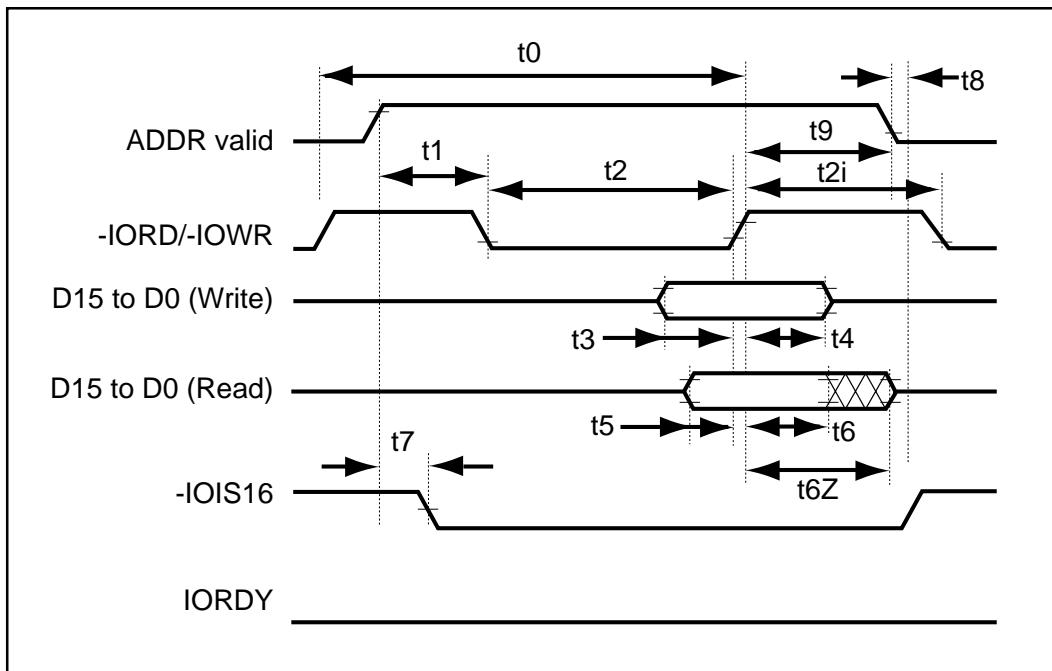 t0
t8
ADDR valid
t9
t1
t2
t2i
-IORD/-IOWR
D15 to D0 (Write)
t3
t4
D15 to D0 (Read)
t5
t6
t7
t6Z
-IOIS16
IORDY